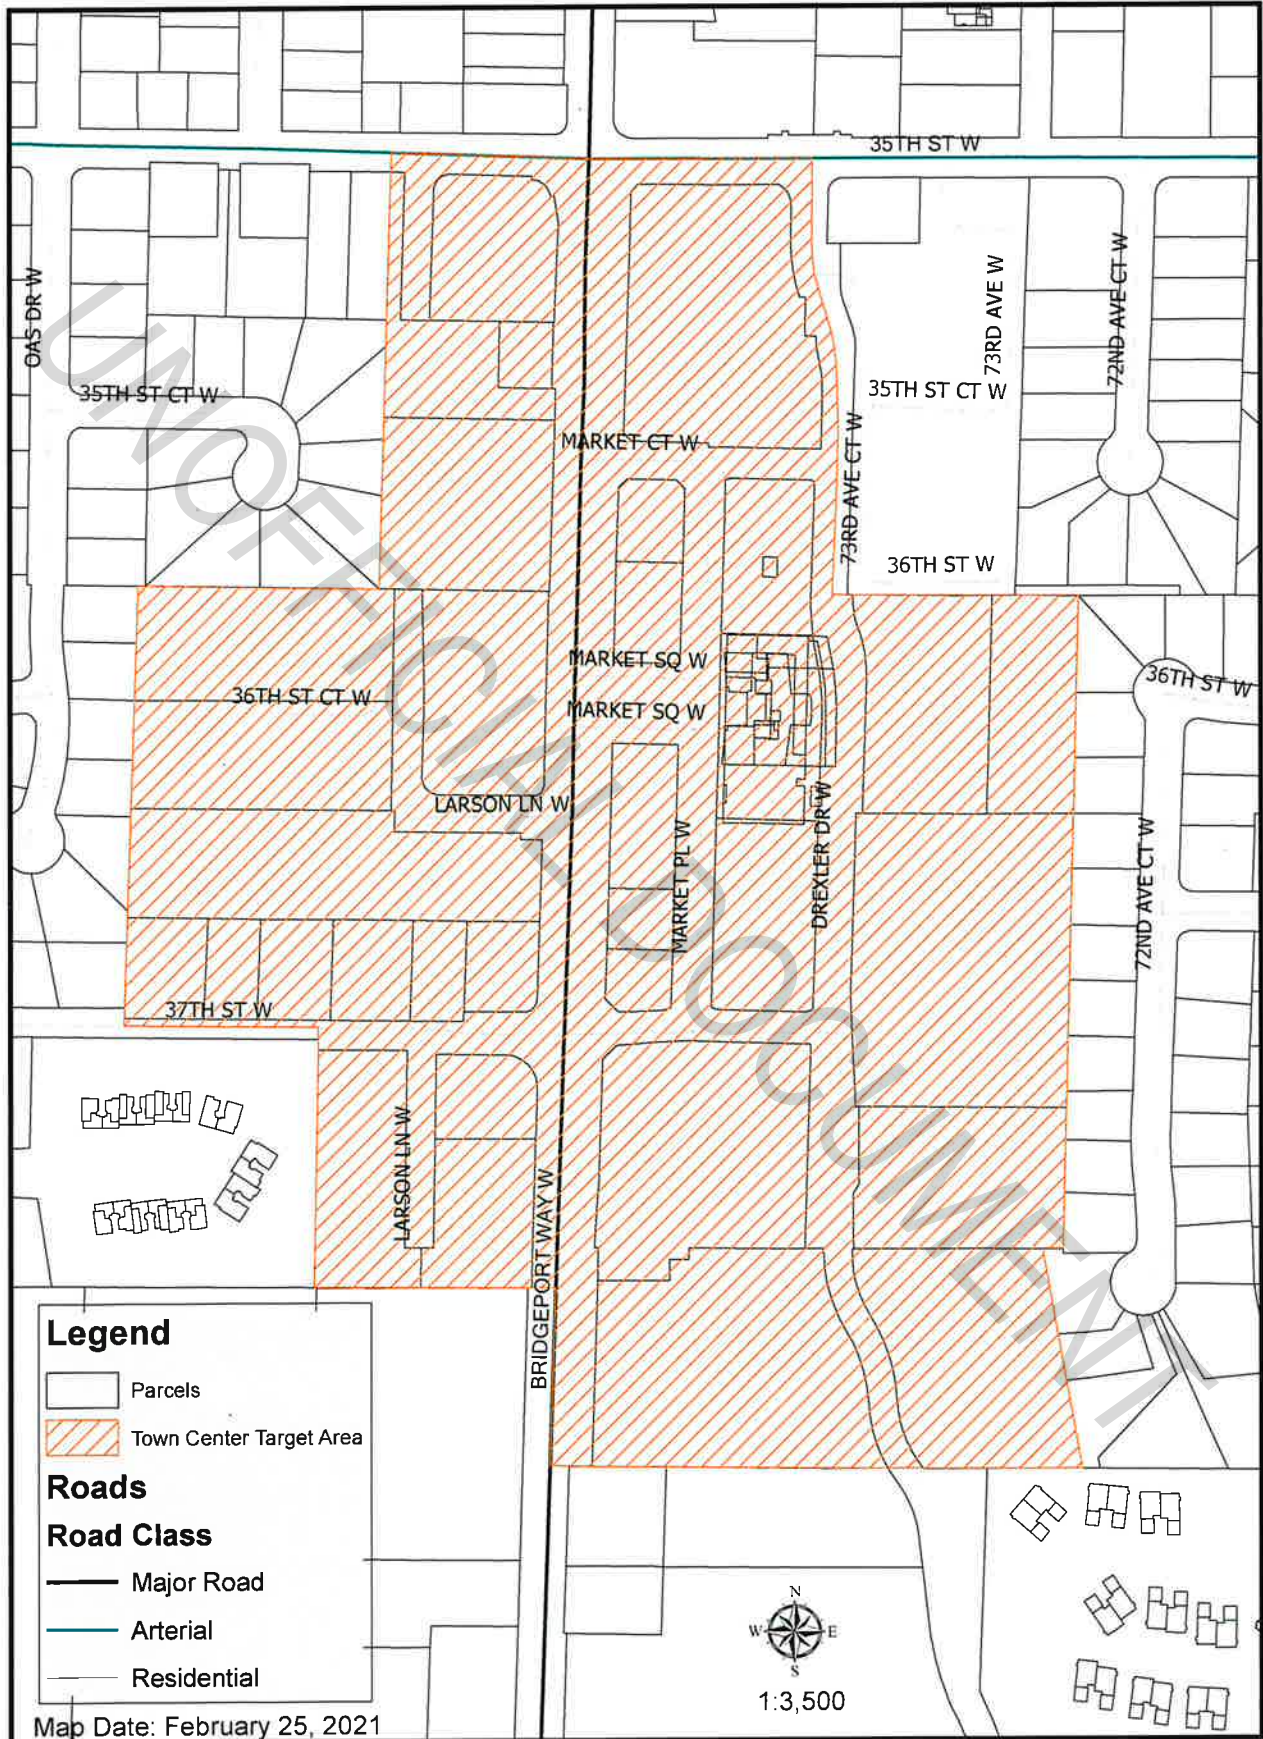 35TH ST W
OAS DR W
73RD AVE W
72ND AVE CT W
35TH ST CT W
35TH ST CT W
MARKET CT W
73RD AVE CT W
36TH ST W
MARKET SQ W
36TH ST W
36TH ST CT W
MARKET SQ W
LARSON LN W
MARKET PL W
DREXLER DR W
72ND AVE CT W
37TH ST W
LARSON LN W
BRIDGEPORT WAY W
UNOFFICIAL DOCUMENT
Legend
Parcels
Town Center Target Area
Roads
Road Class
Major Road
Arterial
Residential
N
W E
S
1:3,500
Map Date: February 25, 2021